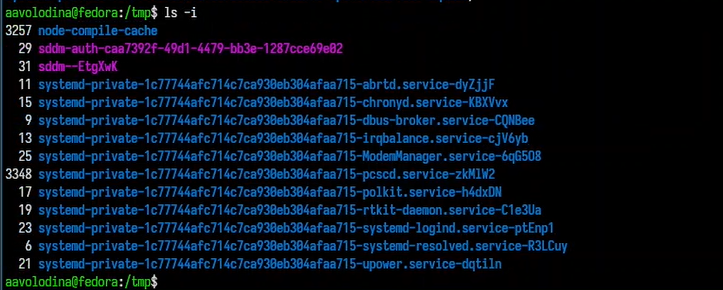 aavolodina@fedora:/tmp$ ls -i
3257 node-compile-cache
29 sddm-auth-caa7392f-49d1-4479-bb3e-1287cce69e02
31 sddm--EtgXwK
11 systemd-private-1c77744afc714c7ca930eb304afaa715-abrtd.service-dyZjjF
15 systemd-private-1c77744afc714c7ca930eb304afaa715-chronyd.service-KBXVvx
9 systemd-private-1c77744afc714c7ca930eb304afaa715-dbus-broker.service-CQNBee
13 systemd-private-1c77744afc714c7ca930eb304afaa715-irqbalance.service-cjV6yb
25 systemd-private-1c77744afc714c7ca930eb304afaa715-ModemManager.service-6qG5O8
3348 systemd-private-1c77744afc714c7ca930eb304afaa715-pcscd.service-zkMlW2
17 systemd-private-1c77744afc714c7ca930eb304afaa715-polkit.service-h4dxDN
19 systemd-private-1c77744afc714c7ca930eb304afaa715-rtkit-daemon.service-C1e3Ua
23 systemd-private-1c77744afc714c7ca930eb304afaa715-systemd-logind.service-ptEnp1
6 systemd-private-1c77744afc714c7ca930eb304afaa715-systemd-resolved.service-R3LCuy
21 systemd-private-1c77744afc714c7ca930eb304afaa715-upower.service-dqtiln
aavolodina@fedora:/tmp$